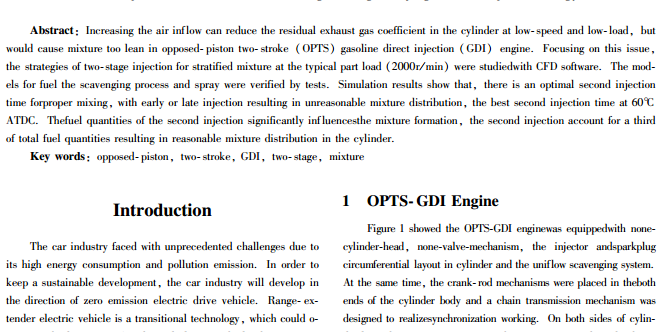 Abstract: Increasing the air inflow can reduce the residual exhaust gas coefficient in the cylinder at low-speed and low-load, but
would cause mixture too lean in opposed-piston two-stroke (OPTS) gasoline direct injection (GDI) engine. Focusing on this issue,
the strategies of two-stage injection for stratified mixture at the typical part load (2000r/min) were studiedwith CFD software. The mod-
els for fuel the scavenging process and spray were verified by tests. Simulation results show that, there is an optimal second injection
time forproper mixing, with early or late injection resulting in unreasonable mixture distribution, the best second injection time at 60℃
ATDC. Thefuel quantities of the second injection significantly influencesthe mixture formation, the second injection account for a third
of total fuel quantities resulting in reasonable mixture distribution in the cylinder.
Key words: opposed-piston, two-stroke, GDI, two-stage, mixture
Introduction
The car industry faced with unprecedented challenges due to
its high energy consumption and pollution emission. In order to
keep a sustainable development, the car industry will develop in
the direction of zero emission electric drive vehicle. Range-ex-
tender electric vehicle is a transitional technology, which could o-
1 OPTS-GDI Engine
Figure 1 showed the OPTS-GDI enginewas equippedwith none-
cylinder-head, none-valve-mechanism, the injector andsparkplug
circumferential layout in cylinder and the uniflow scavenging system.
At the same time, the crank-rod mechanisms were placed in theboth
ends of the cylinder body and a chain transmission mechanism was
designed to realizesynchronization working. On both sides of cylin-